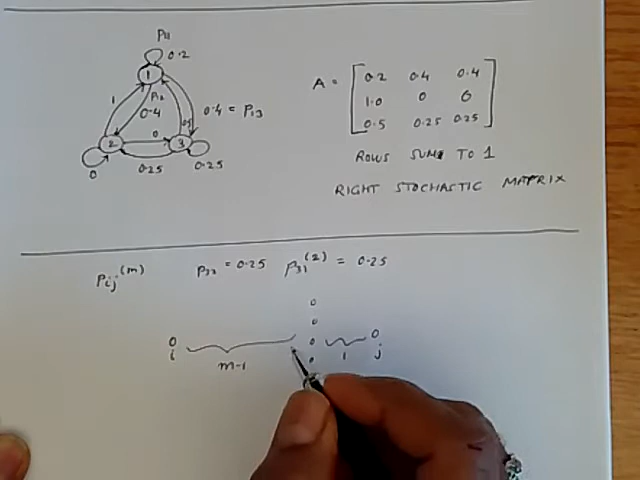 P11
0.2
1
1
P12
0.4
0.4 = P13
0.5
2
0
3
0
0.25
0.25
A = 0.2 0.4 0.4
1.0 0 0
0.5 0.25 0.25
ROWS SUM TO 1
RIGHT STOCHASTIC MATRIX
Pij(m) P32 = 0.25 P31(2) = 0.25
i m-1 1 j